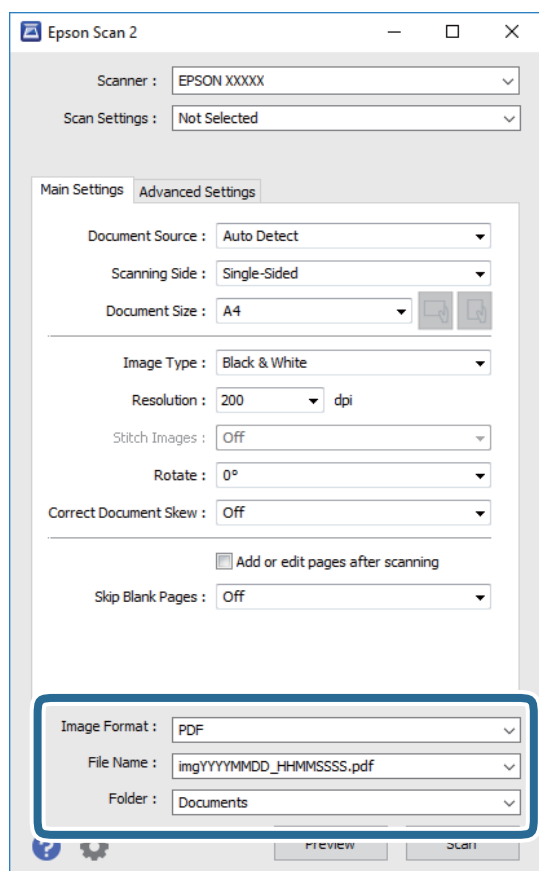 Epson Scan 2
Scanner : EPSON XXXXX
Scan Settings : Not Selected
Main Settings Advanced Settings
Document Source : Auto Detect
Scanning Side : Single-Sided
Document Size : A4
Image Type : Black & White
Resolution : 200 dpi
Stitch Images : Off
Rotate : 0°
Correct Document Skew : Off
Add or edit pages after scanning
Skip Blank Pages : Off
Image Format : PDF
File Name : imgYYYYMMDD_HHMMSSSS.pdf
Folder : Documents
? Preview Scan